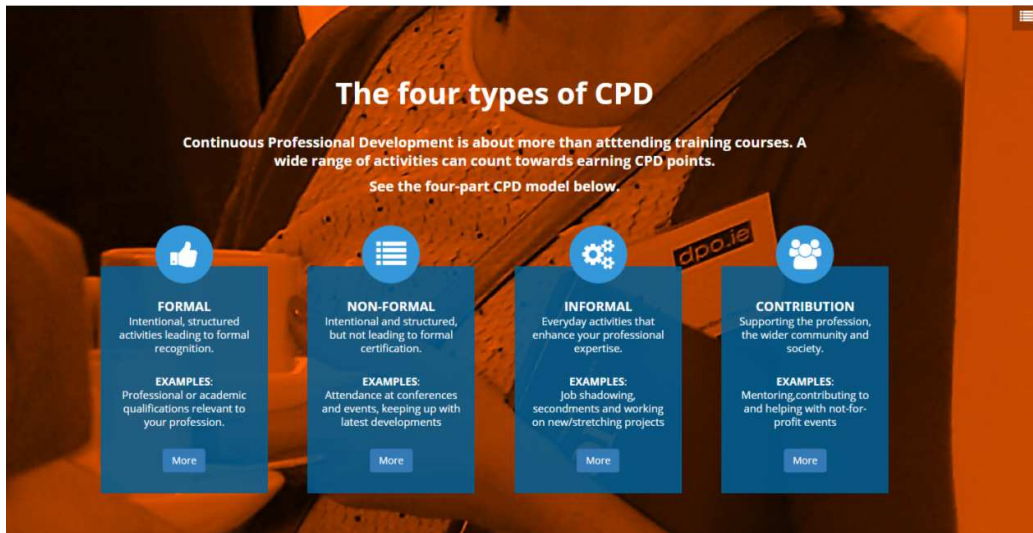 The four types of CPD
Continuous Professional Development is about more than atttending training courses. A
wide range of activities can count towards earning CPD points.
See the four-part CPD model below.
dpo.ie
FORMAL
Intentional, structured
activities leading to formal
recognition.
EXAMPLES:
Professional or academic
qualifications relevant to
your profession.
More
NON-FORMAL
Intentional and structured,
but not leading to formal
certification.
EXAMPLES:
Attendance at conferences
and events, keeping up with
latest developments
More
INFORMAL
Everyday activities that
enhance your professional
expertise.
EXAMPLES:
Job shadowing,
secondments and working
on new/stretching projects
More
CONTRIBUTION
Supporting the profession,
the wider community and
society.
EXAMPLES:
Mentoring,contributing to
and helping with not-for-
profit events
More